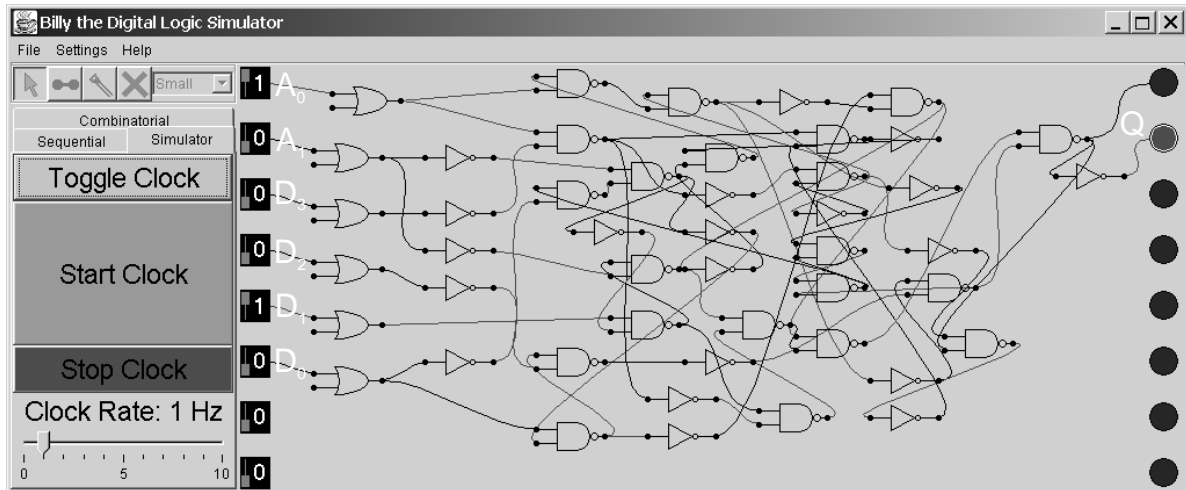 Billy the Digital Logic Simulator
File Settings Help
Small
Combinatorial
Sequential Simulator
Toggle Clock
Start Clock
Stop Clock
Clock Rate: 1 Hz
0 5 10
1 A0
0 A1
0 D3
0 D2
1 D1
0 D0
0
0
Q